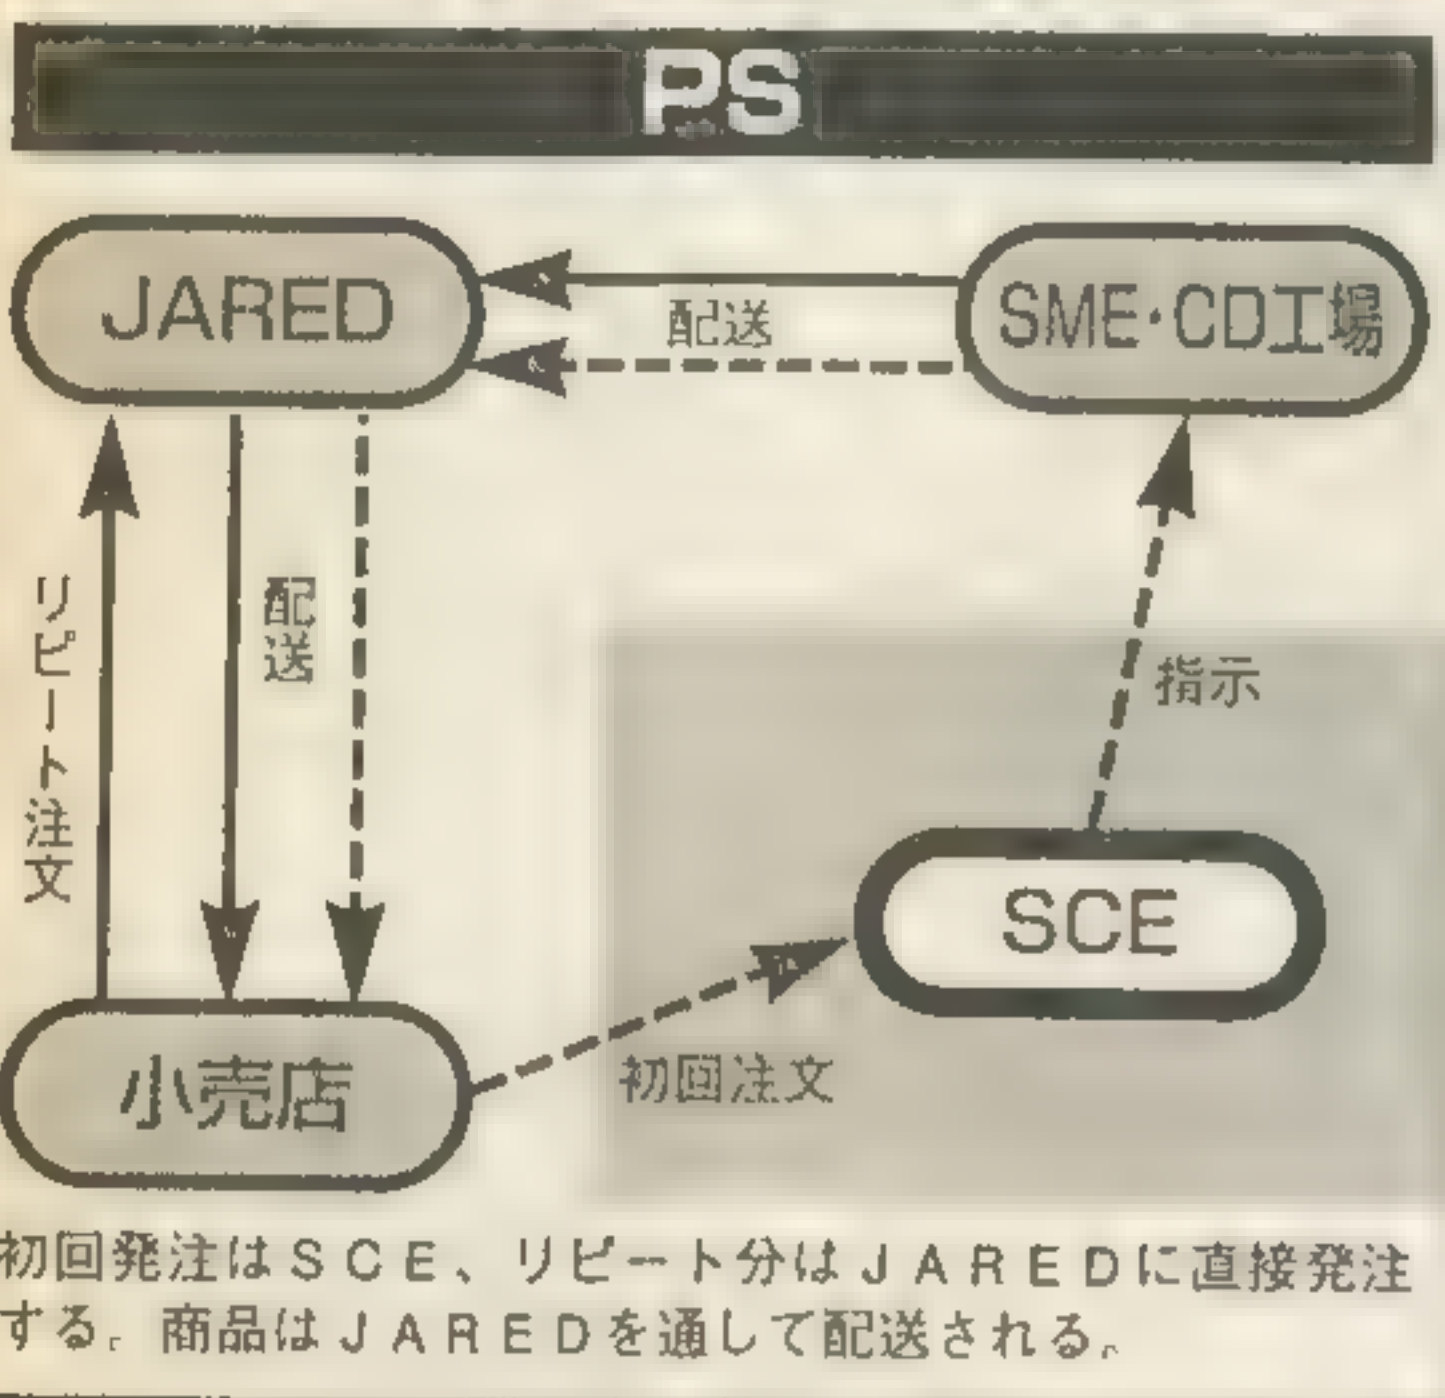 PS
JARED
SME・CD工場
配送
リピート注文
配送
指示
SCE
小売店
初回注文
初回発注はＳＣＥ、リピート分はＪＡＲＥＤに直接発注
する。商品はＪＡＲＥＤを通して配送される。